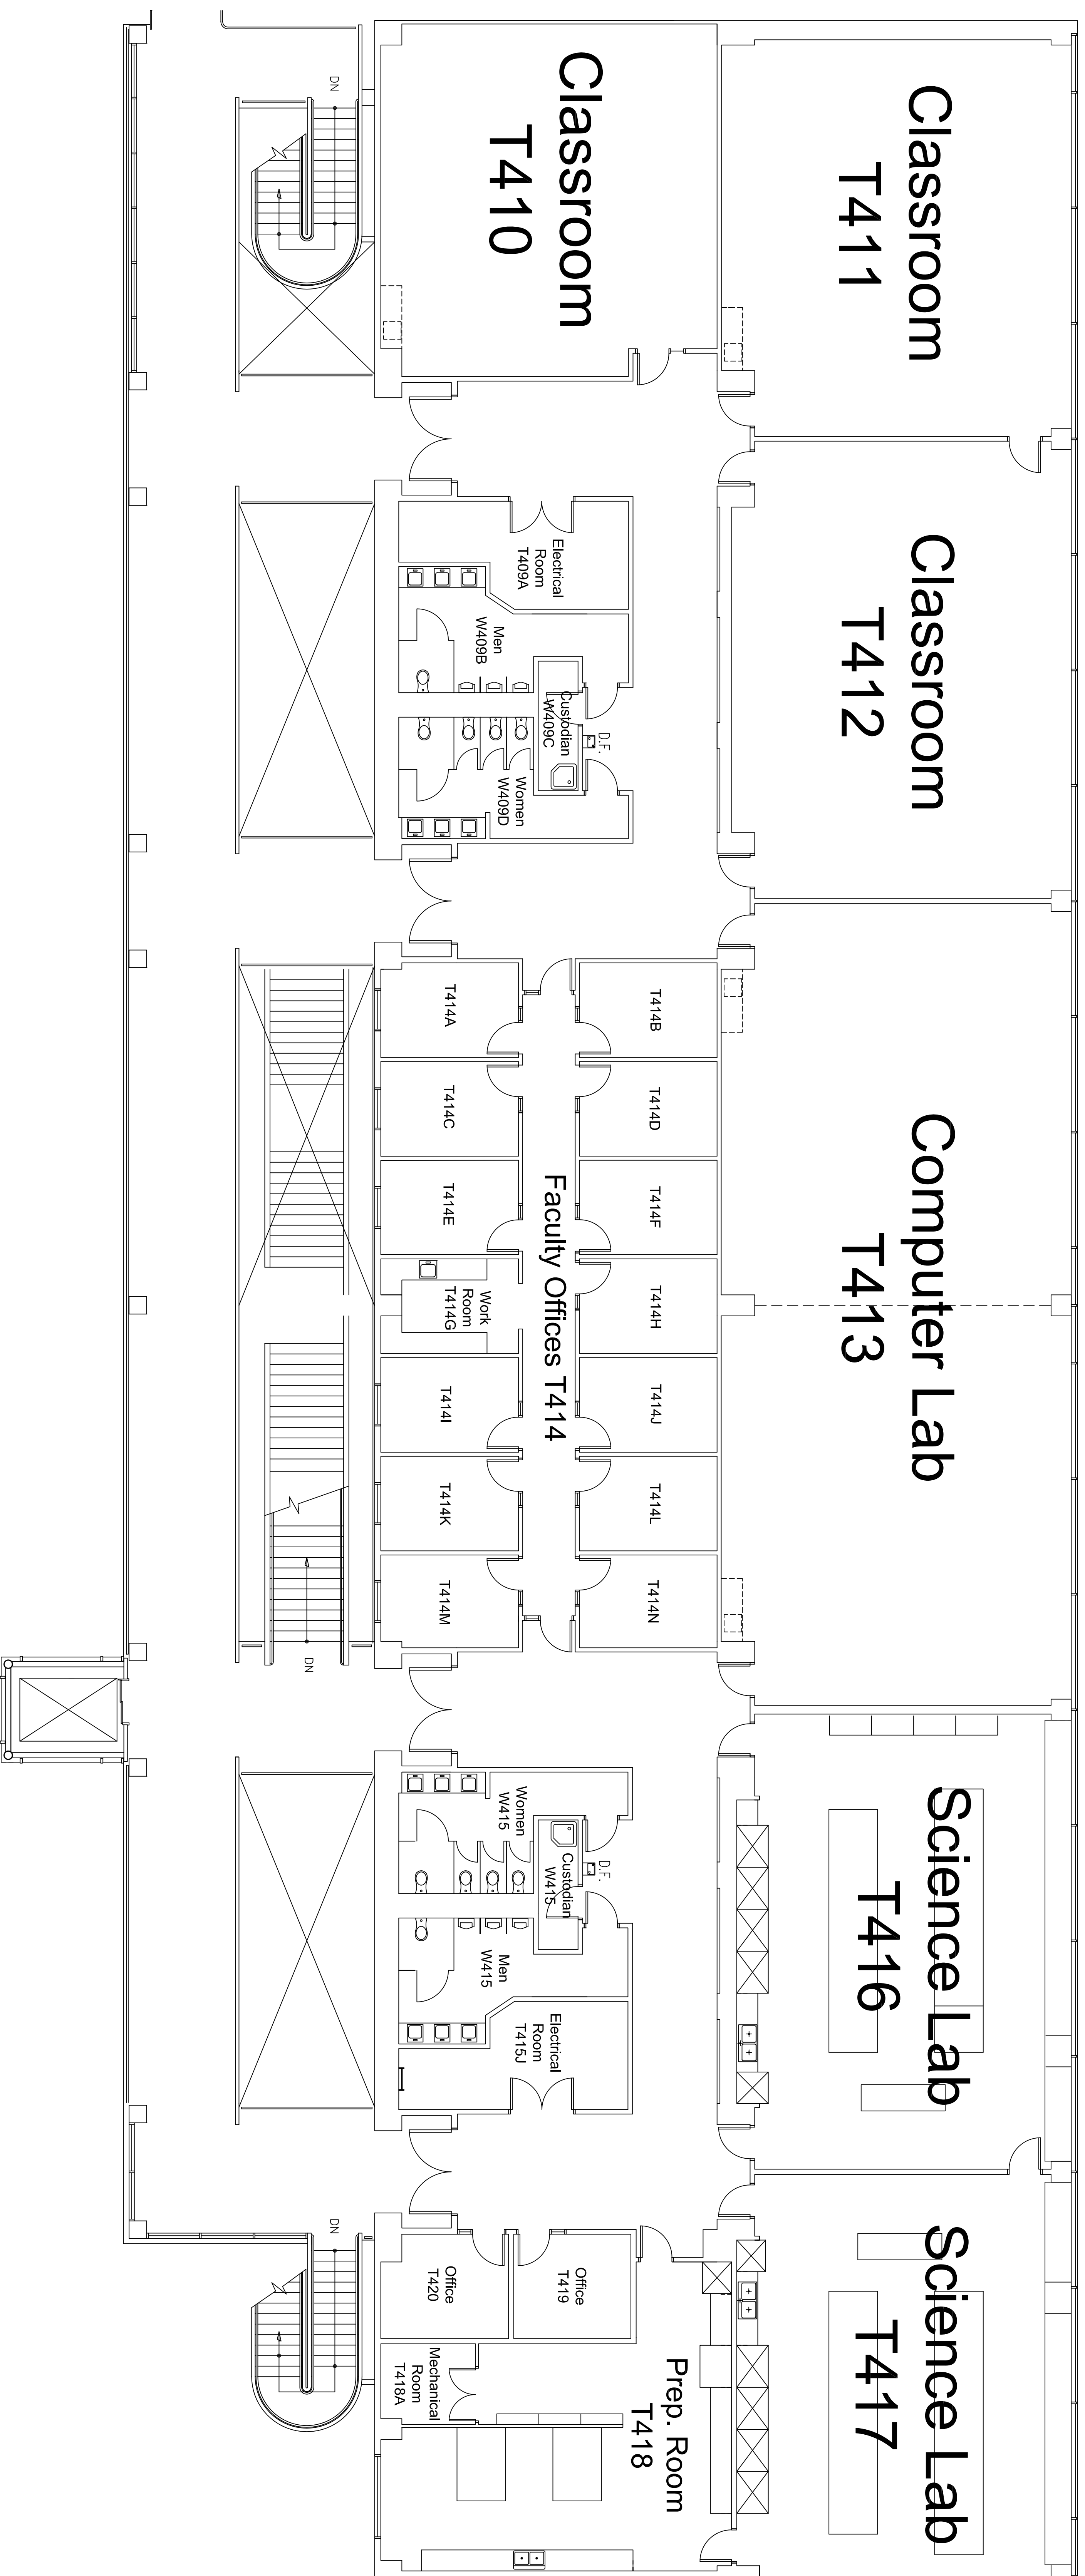 Classroom
T411
Classroom
T410
DN
Classroom
T412
Electrical
Room
T409A
Men
W409B
Custodian
W409C
D.F.
Women
W409D
Computer Lab
T413
Faculty Offices T414
T414B
T414A
T414D
T414C
T414F
T414E
T414H
Work
Room
T414G
T414J
T414I
T414L
T414K
T414N
T414M
DN
Science Lab
T416
Women
W415
D.F.
Custodian
W415
Men
W415
Electrical
Room
T415J
Science Lab
T417
DN
Office
T419
Office
T420
Prep. Room
T418
Mechanical
Room
T418A